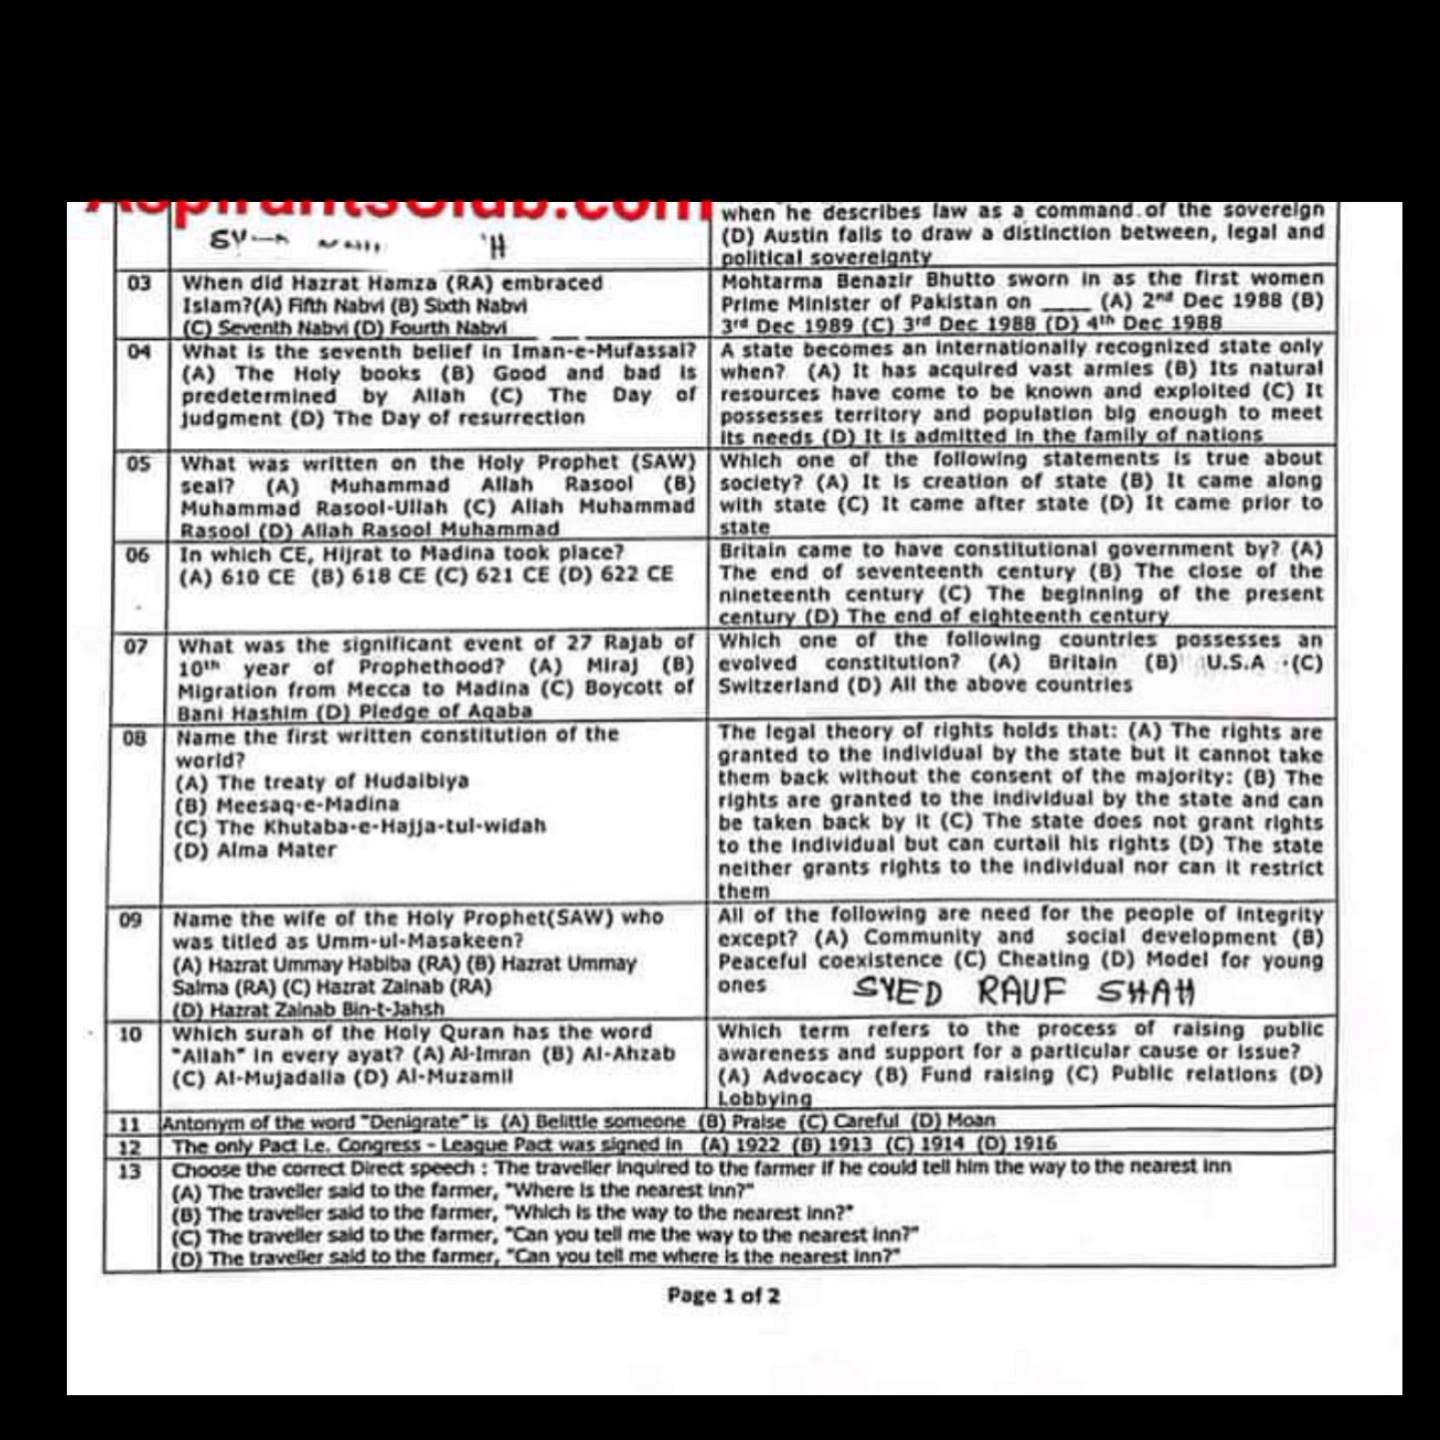 AspirantsClub.com
when he describes law as a command of the sovereign
(D) Austin fails to draw a distinction between, legal and
political sovereignty
03
When did Hazrat Hamza (RA) embraced
Islam?(A) Fifth Nabvi (B) Sixth Nabvi
(C) Seventh Nabvi (D) Fourth Nabvi
Mohtarma Benazir Bhutto sworn in as the first women
Prime Minister of Pakistan on ____ (A) 2nd Dec 1988 (B)
3rd Dec 1989 (C) 3rd Dec 1988 (D) 4th Dec 1988
04
What is the seventh belief in Iman-e-Mufassal?
(A) The Holy books (B) Good and bad is
predetermined by Allah (C) The Day of
judgment (D) The Day of resurrection
A state becomes an internationally recognized state only
when? (A) It has acquired vast armies (B) Its natural
resources have come to be known and exploited (C) It
possesses territory and population big enough to meet
its needs (D) It is admitted in the family of nations
05
What was written on the Holy Prophet (SAW)
seal? (A) Muhammad Allah Rasool (B)
Muhammad Rasool-Ullah (C) Allah Muhammad
Rasool (D) Allah Rasool Muhammad
Which one of the following statements is true about
society? (A) It is creation of state (B) It came along
with state (C) It came after state (D) It came prior to
state
06
In which CE, Hijrat to Madina took place?
(A) 610 CE (B) 618 CE (C) 621 CE (D) 622 CE
Britain came to have constitutional government by? (A)
The end of seventeenth century (B) The close of the
nineteenth century (C) The beginning of the present
century (D) The end of eighteenth century
07
What was the significant event of 27 Rajab of
10th year of Prophethood? (A) Miraj (B)
Migration from Mecca to Madina (C) Boycott of
Bani Hashim (D) Pledge of Aqaba
Which one of the following countries possesses an
evolved constitution? (A) Britain (B) U.S.A (C)
Switzerland (D) All the above countries
08
Name the first written constitution of the
world?
(A) The treaty of Hudaibiya
(B) Meesaq-e-Madina
(C) The Khutaba-e-Hajja-tul-widah
(D) Alma Mater
The legal theory of rights holds that: (A) The rights are
granted to the individual by the state but it cannot take
them back without the consent of the majority: (B) The
rights are granted to the individual by the state and can
be taken back by it (C) The state does not grant rights
to the individual but can curtail his rights (D) The state
neither grants rights to the individual nor can it restrict
them
09
Name the wife of the Holy Prophet(SAW) who
was titled as Umm-ul-Masakeen?
(A) Hazrat Ummay Habiba (RA) (B) Hazrat Ummay
Salma (RA) (C) Hazrat Zainab (RA)
(D) Hazrat Zainab Bin-t-Jahsh
All of the following are need for the people of integrity
except? (A) Community and social development (B)
Peaceful coexistence (C) Cheating (D) Model for young
ones SYED RAUF SHAH
10
Which surah of the Holy Quran has the word
"Allah" in every ayat? (A) Al-Imran (B) Al-Ahzab
(C) Al-Mujadalla (D) Al-Muzamil
Which term refers to the process of raising public
awareness and support for a particular cause or issue?
(A) Advocacy (B) Fund raising (C) Public relations (D)
Lobbying
11 Antonym of the word "Denigrate" is (A) Belittle someone (B) Praise (C) Careful (D) Moan
12 The only Pact i.e. Congress - League Pact was signed in (A) 1922 (B) 1913 (C) 1914 (D) 1916
13 Choose the correct Direct speech : The traveller inquired to the farmer if he could tell him the way to the nearest inn
(A) The traveller said to the farmer, "Where is the nearest inn?"
(B) The traveller said to the farmer, "Which is the way to the nearest inn?"
(C) The traveller said to the farmer, "Can you tell me the way to the nearest inn?"
(D) The traveller said to the farmer, "Can you tell me where is the nearest inn?"
Page 1 of 2